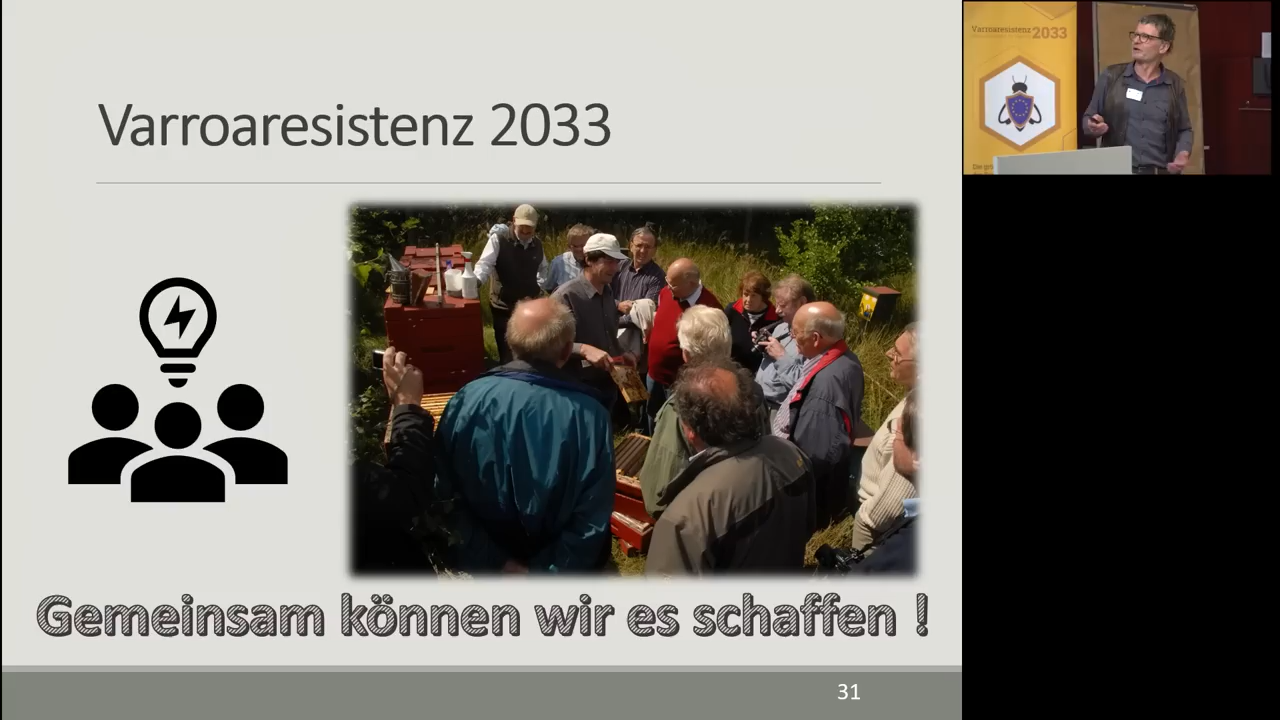 Varroaresistenz 2033
Gemeinsam können wir es schaffen !
31
Varroaresistenz 2033